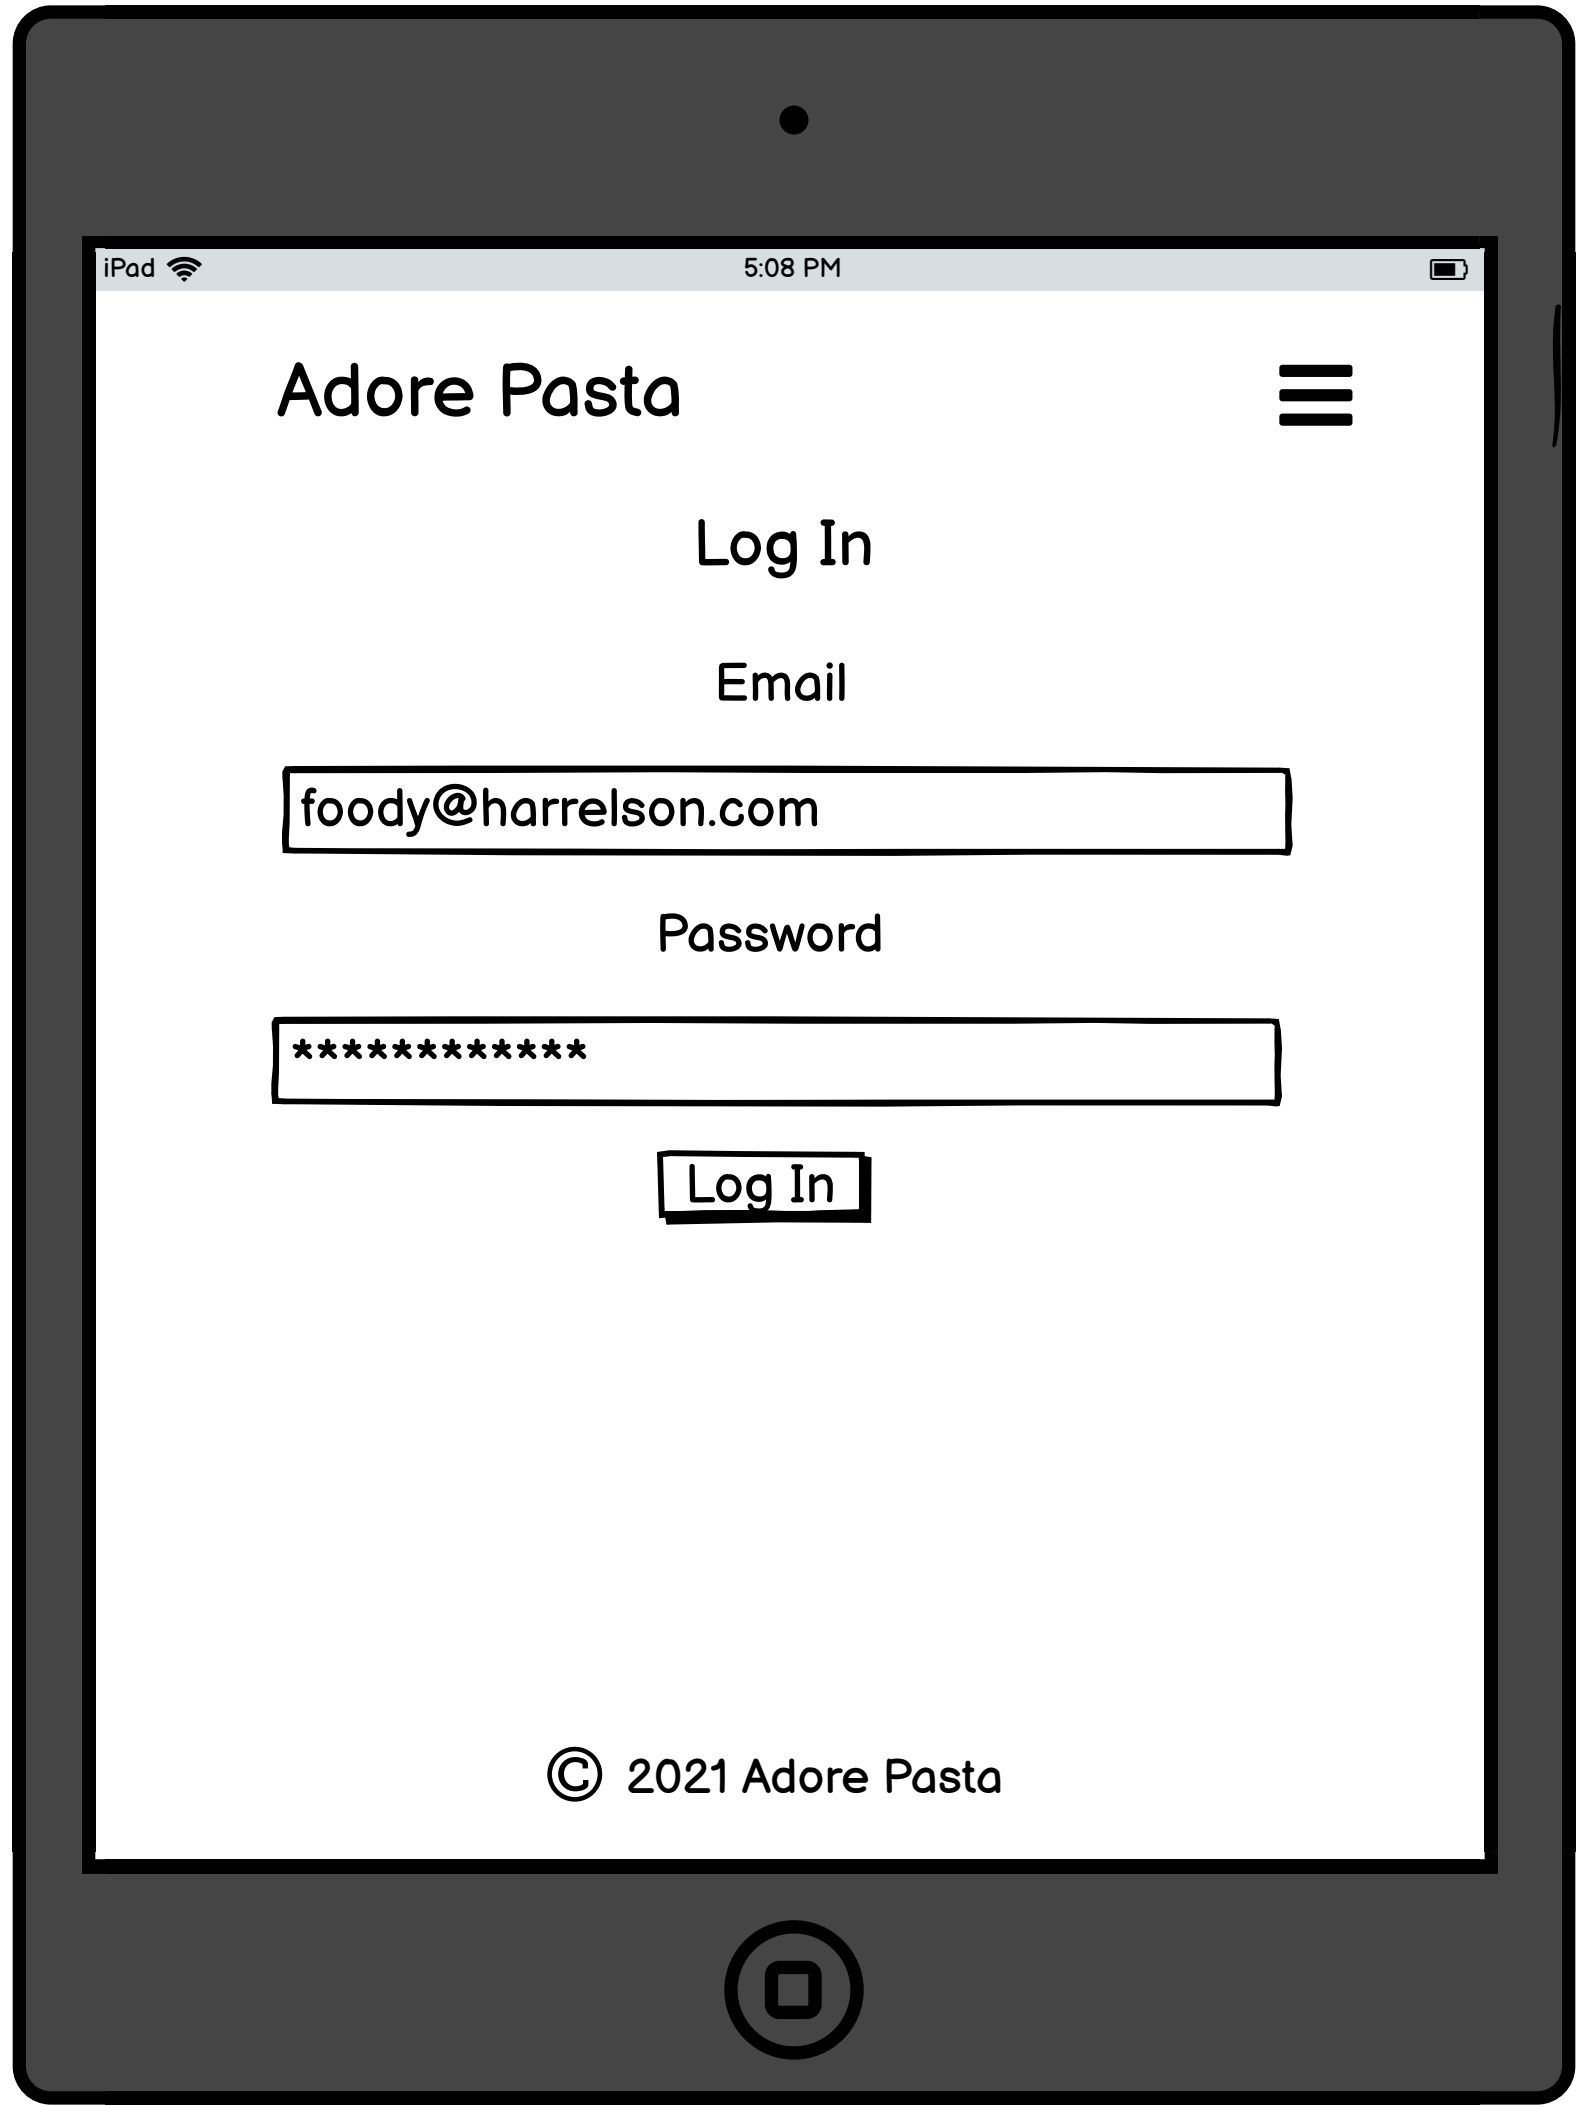 iPad 5:08 PM
Adore Pasta
Log In
Email
foody@harrelson.com
Password
************
Log In
© 2021 Adore Pasta